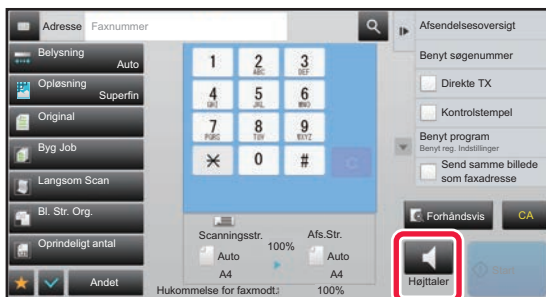 Adresse Faxnummer
Belysning
Auto
Opløsning
Superfin
Original
Byg Job
Langsom Scan
Bl. Str. Org.
Oprindeligt antal
Andet
1
2
ABC
3
DEF
4
GHI
5
JKL
6
MNO
7
PQRS
8
TUV
9
WXYZ
0
#
C
Scanningsstr.
100%
Afs.Str.
Auto
A4
Auto
A4
Hukommelse for faxmodt.:
100%
Afsendelsesoversigt
Benyt søgenummer
Direkte TX
Kontrolstempel
Benyt program
Benyt reg. Indstillinger
Send samme billede
som faxadresse
Forhåndsvis
CA
Højttaler
Start